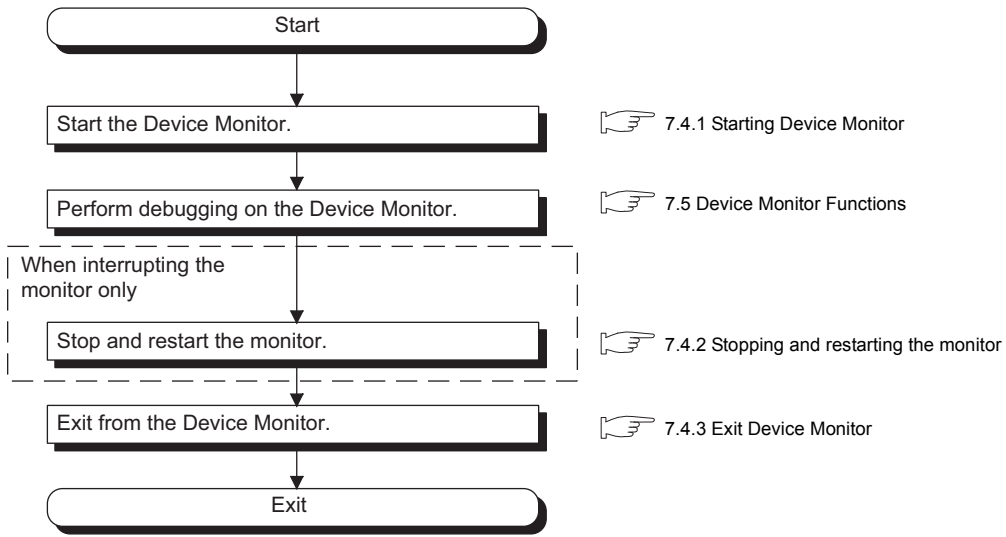 Start
Start the Device Monitor.
7.4.1 Starting Device Monitor
Perform debugging on the Device Monitor.
7.5 Device Monitor Functions
When interrupting the
monitor only
Stop and restart the monitor.
7.4.2 Stopping and restarting the monitor
Exit from the Device Monitor.
7.4.3 Exit Device Monitor
Exit